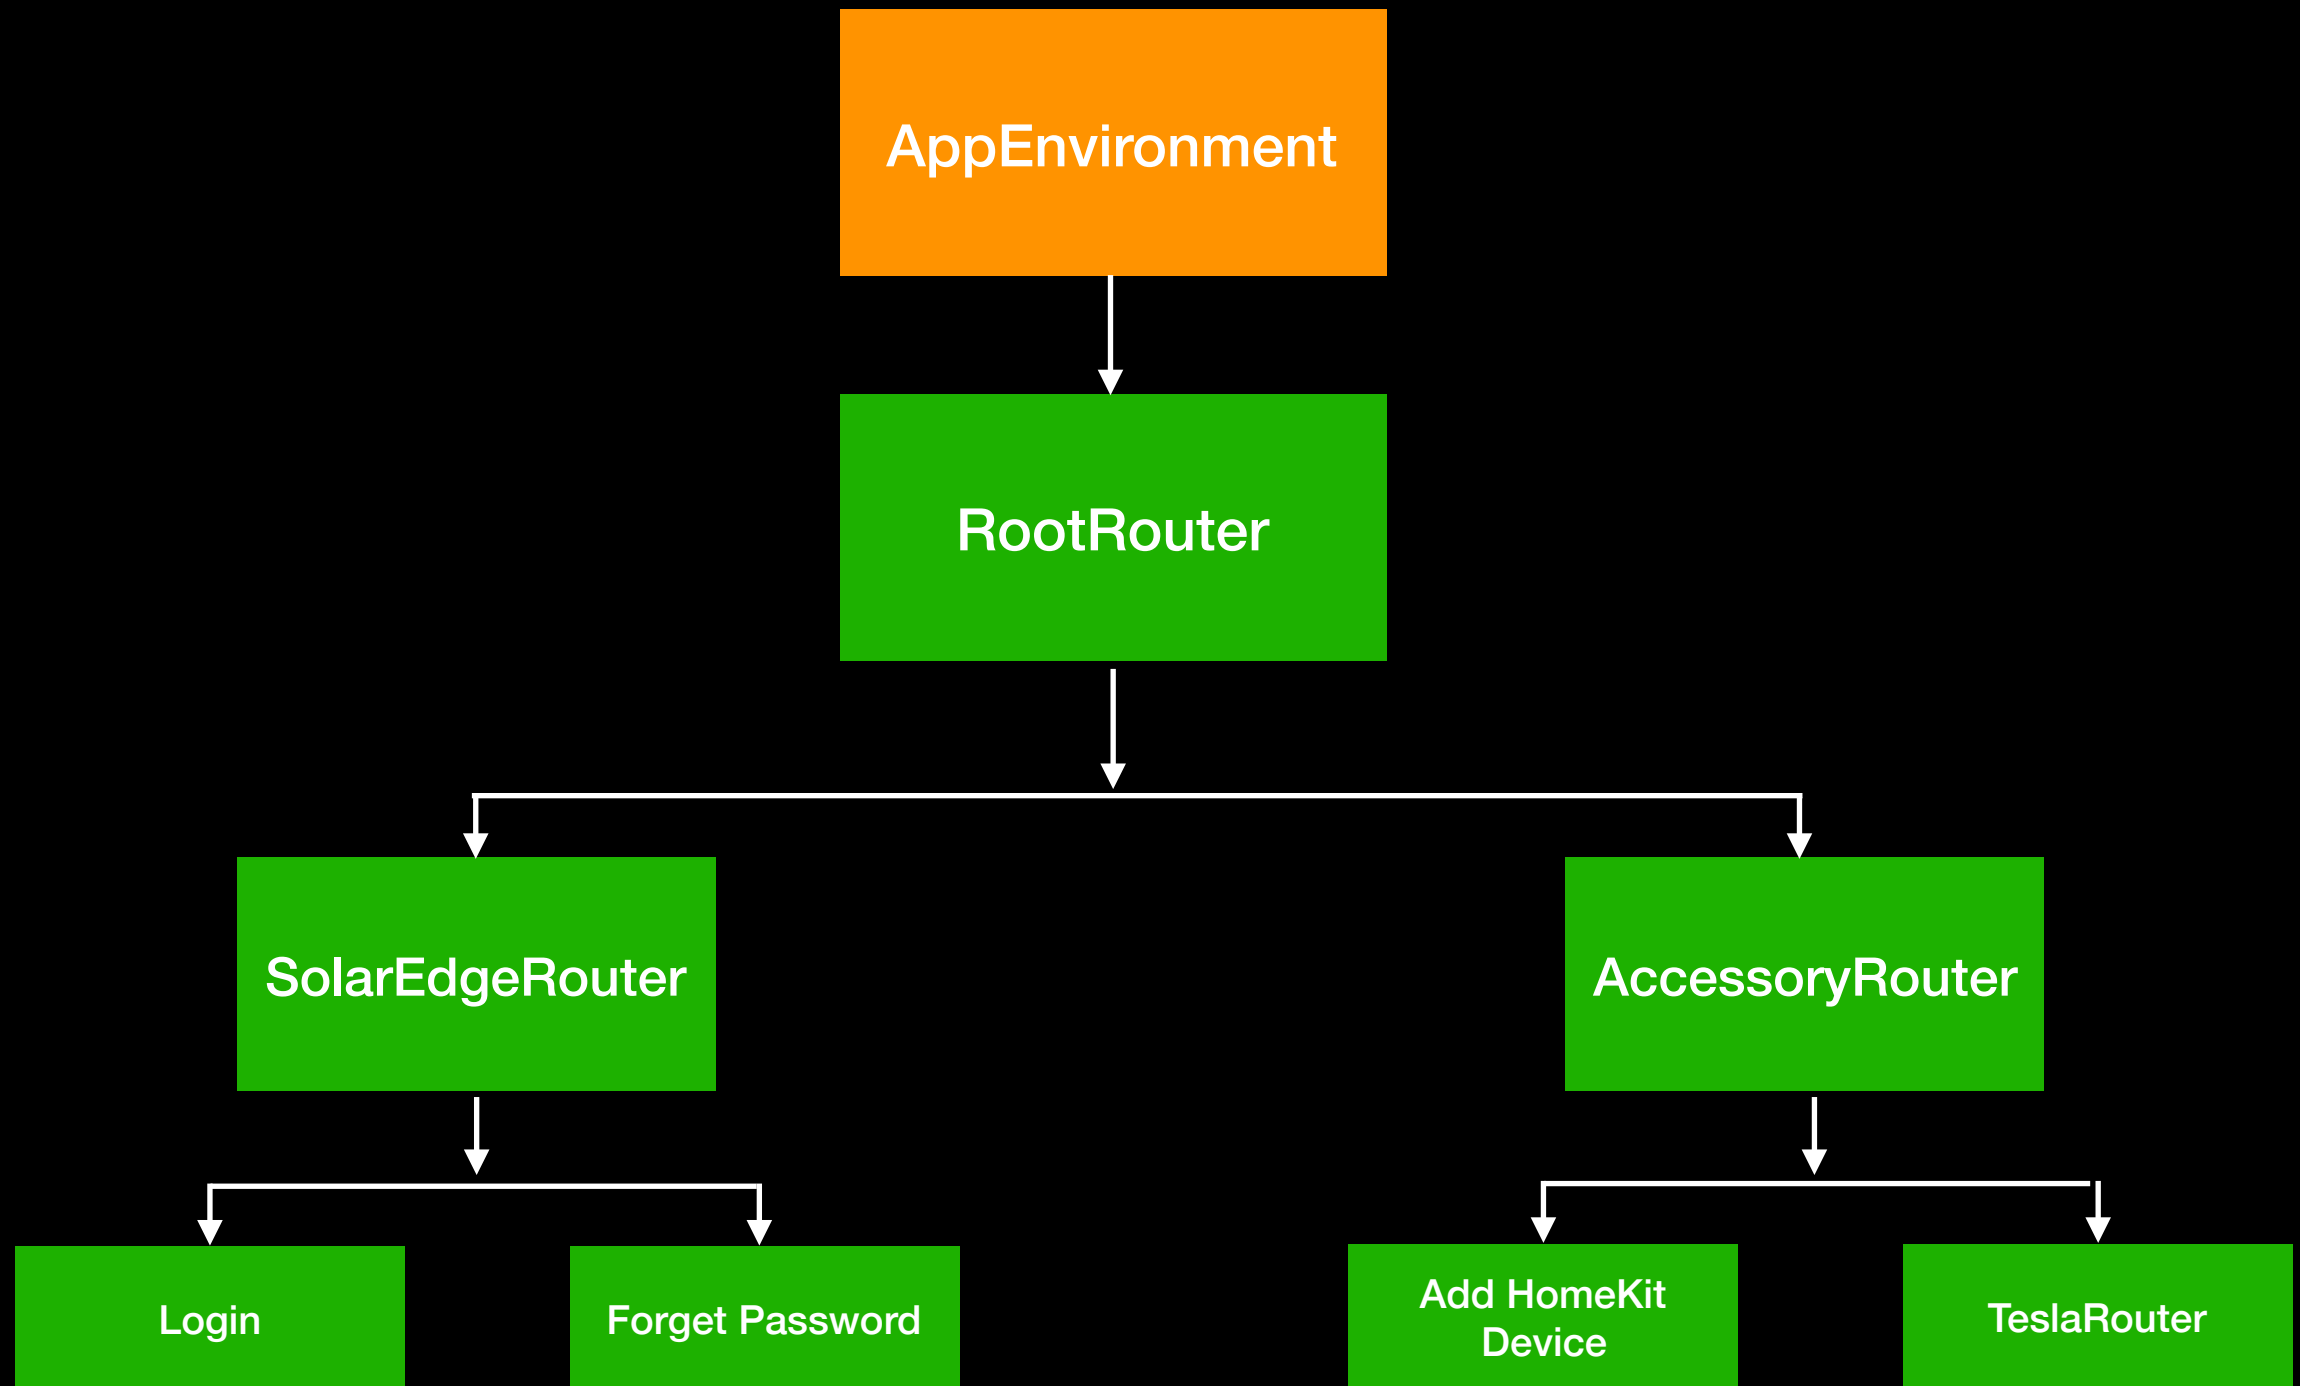 AppEnvironment
RootRouter
SolarEdgeRouter
AccessoryRouter
Login
Forget Password
Add HomeKit
Device
TeslaRouter